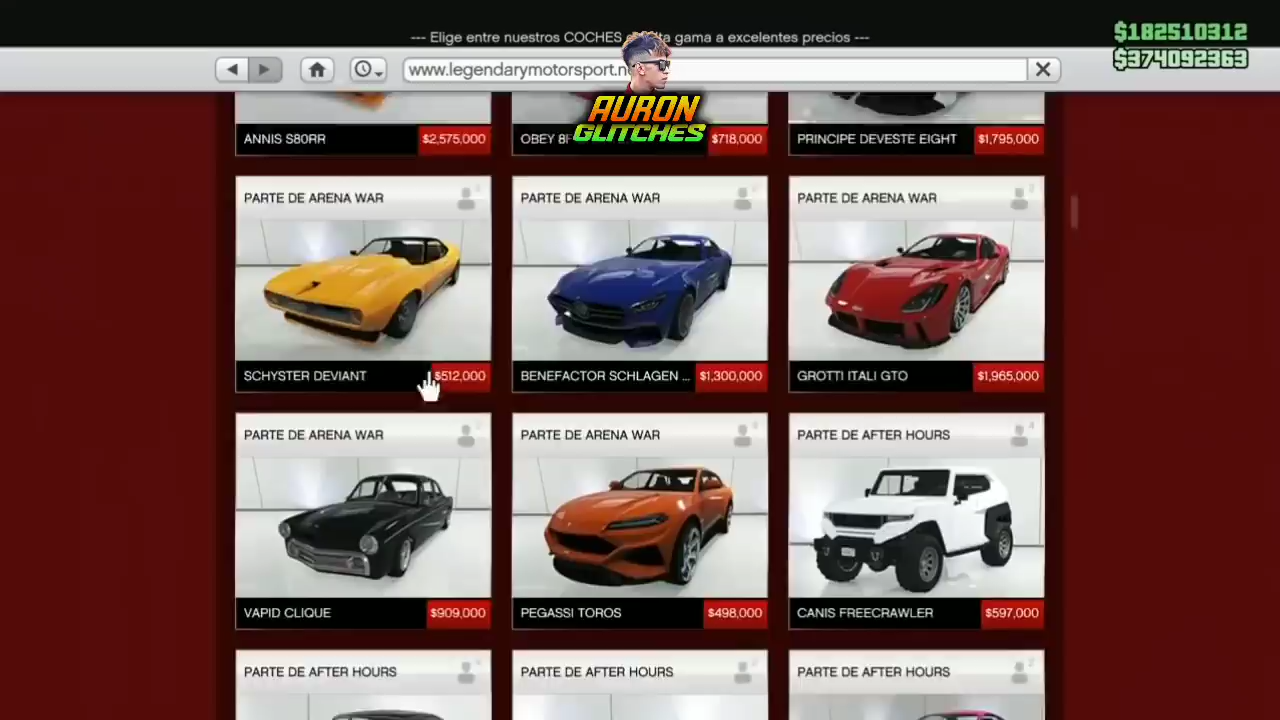 --- Elige entre nuestros COCHES alta gama a excelentes precios ---
$182510312
$374092363
www.legendarymotorsport.n
AURON
GLITCHES
ANNIS S80RR $2,575,000
OBEY 8F $718,000
PRINCIPE DEVESTE EIGHT $1,795,000
PARTE DE ARENA WAR
PARTE DE ARENA WAR
PARTE DE ARENA WAR
SCHYSTER DEVIANT $512,000
BENEFACTOR SCHLAGEN ... $1,300,000
GROTTI ITALI GTO $1,965,000
PARTE DE ARENA WAR
PARTE DE ARENA WAR
PARTE DE AFTER HOURS
VAPID CLIQUE $909,000
PEGASSI TOROS $498,000
CANIS FREECRAWLER $597,000
PARTE DE AFTER HOURS
PARTE DE AFTER HOURS
PARTE DE AFTER HOURS